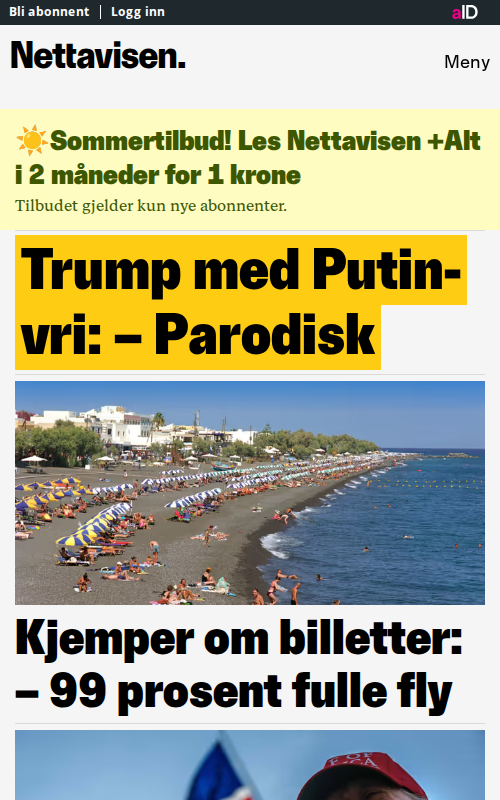 Bli abonnent
Logg inn
aID
Nettavisen.
Meny
Sommertilbud! Les Nettavisen +Alt
i 2 måneder for 1 krone
Tilbudet gjelder kun nye abonnenter.
Trump med Putin-
vri: – Parodisk
Kjemper om billetter:
– 99 prosent fulle fly